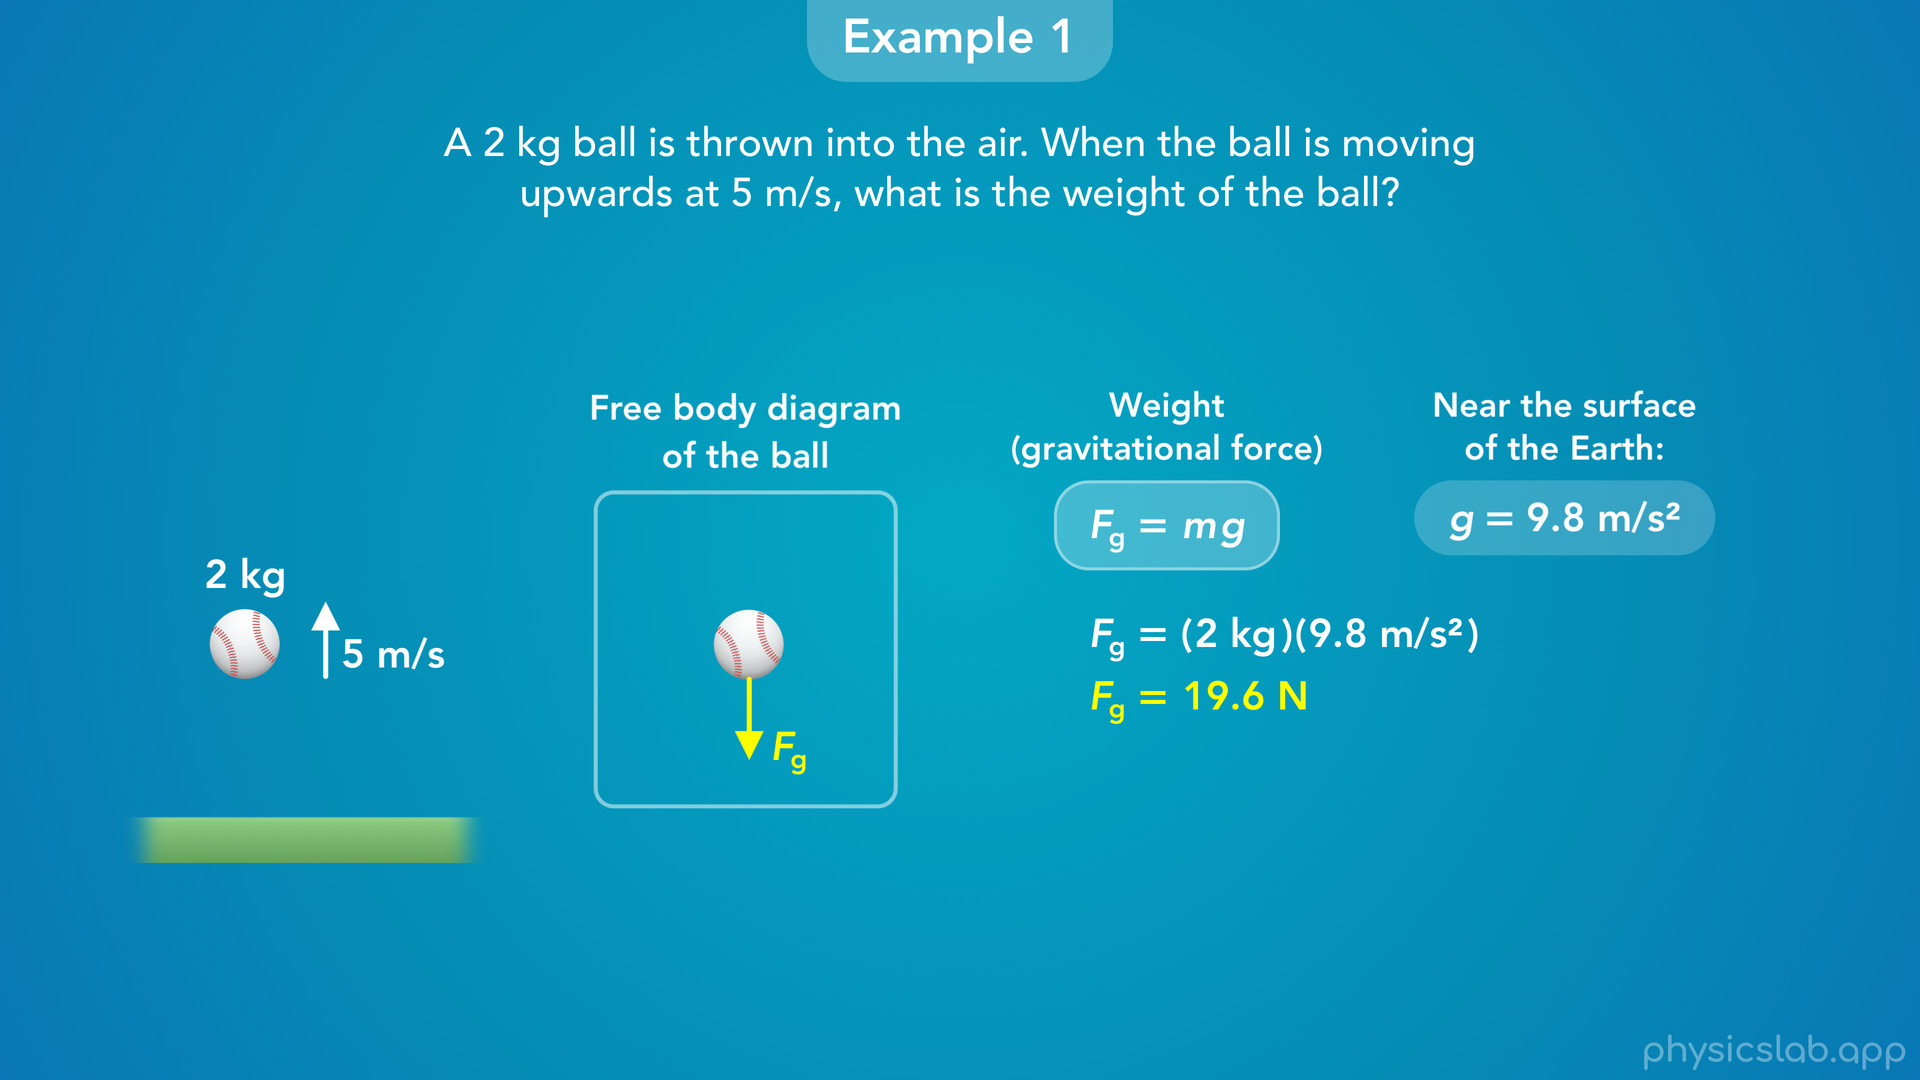 Example 1
A 2 kg ball is thrown into the air. When the ball is moving
upwards at 5 m/s, what is the weight of the ball?
2 kg
5 m/s
Free body diagram
of the ball
Fg
Weight
(gravitational force)
Fg = mg
Near the surface
of the Earth:
g = 9.8 m/s²
Fg = (2 kg)(9.8 m/s²)
Fg = 19.6 N
physicslab.app